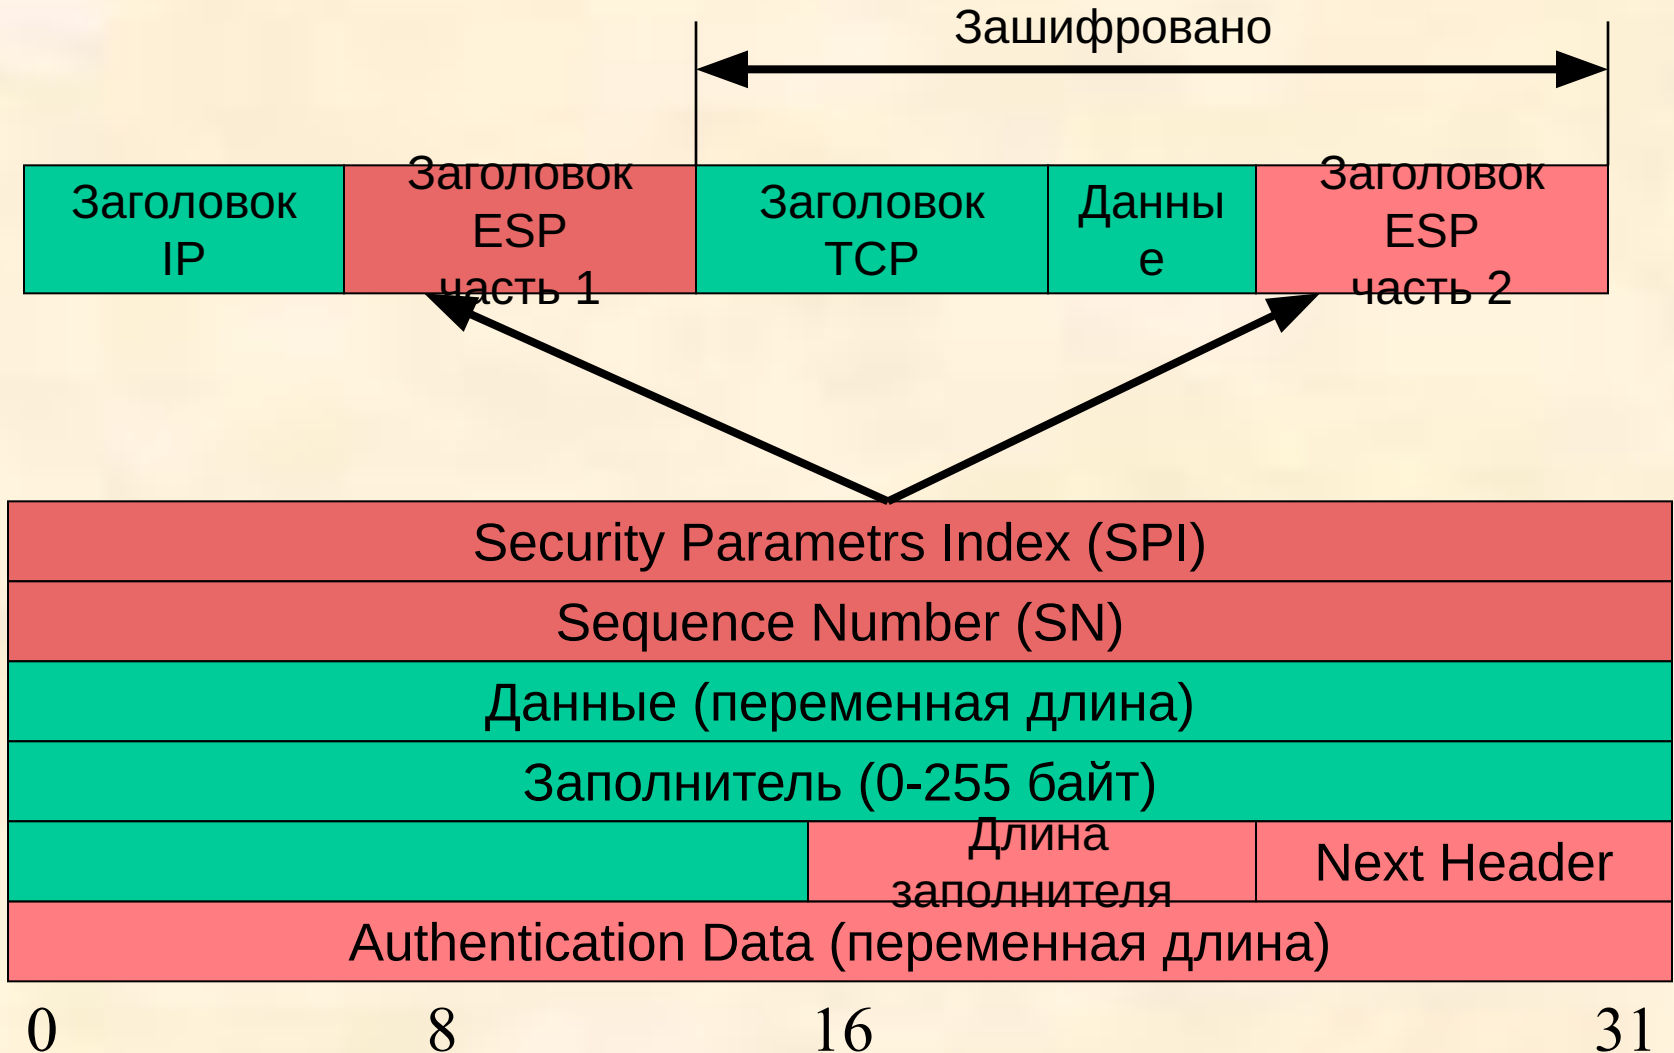 Зашифровано
Заголовок
IP
Заголовок
ESP
часть 1
Заголовок
TCP
Данны
е
Заголовок
ESP
часть 2
Security Parametrs Index (SPI)
Sequence Number (SN)
Данные (переменная длина)
Заполнитель (0-255 байт)
Длина
заполнителя
Next Header
Authentication Data (переменная длина)
0 8 16 31